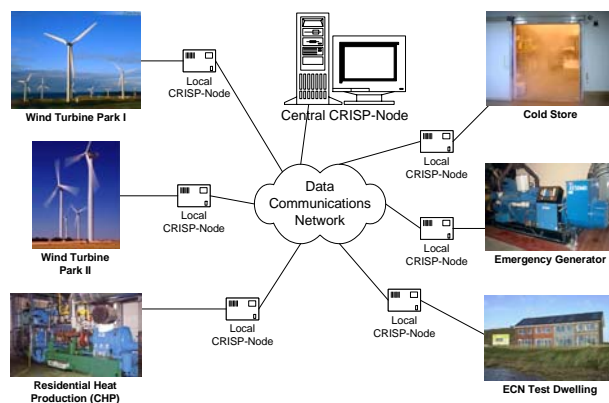 Local
CRISP-Node
Wind Turbine Park I
Central CRISP-Node
Cold Store
Local
CRISP-Node
Wind Turbine
Park II
Local
CRISP-Node
Data
Communications
Network
Local
CRISP-Node
Emergency Generator
Residential Heat
Production (CHP)
Local
CRISP-Node
Local
CRISP-Node
ECN Test Dwelling